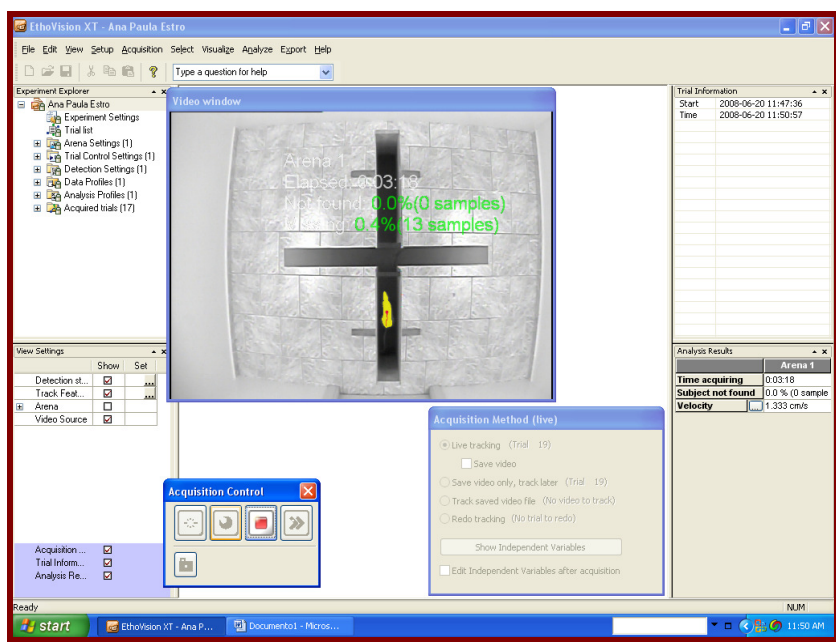 EthoVision XT - Ana Paula Estro
File Edit View Setup Acquisition Select Visualize Analyze Export Help
Type a question for help
Experiment Explorer
Ana Paula Estro
Experiment Settings
Trial list
Arena Settings (1)
Trial Control Settings (1)
Detection Settings (1)
Data Profiles (1)
Analysis Profiles (1)
Acquired trials (17)
Video window
Arena 1
Elapsed: 0:03:18
Not found: 0.0%(0 samples)
0.4%(13 samples)
Trial Information
Start 2008-06-20 11:47:36
Time 2008-06-20 11:50:57
View Settings
Show Set
Detection st... ...
Track Feat... ...
Arena
Video Source
Acquisition ...
Trial Inform...
Analysis Re...
Analysis Results
Arena 1
Time acquiring 0:03:18
Subject not found 0.0 % (0 sample
Velocity ... 1.333 cm/s
Acquisition Control
Acquisition Method (live)
Live tracking (Trial 19)
Save video
Save video only, track later (Trial 19)
Track saved video file (No video to track)
Redo tracking (No trial to redo)
Show Independent Variables
Edit Independent Variables after acquisition
Ready
NUM
start
EthoVision XT - Ana P...
Documento1 - Micros...
11:50 AM